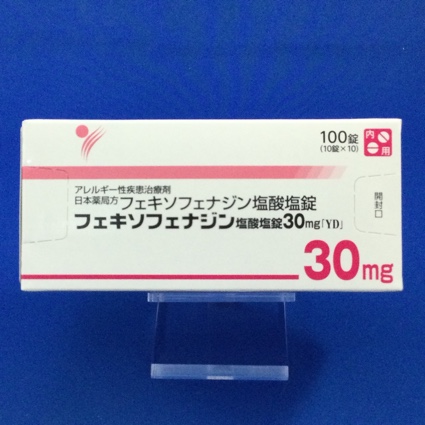 100錠
(10錠×10)
内用
アレルギー性疾患治療剤
日本薬局方 フェキソフェナジン塩酸塩錠
フェキソフェナジン塩酸塩錠30mg「YD」
開封口
30mg